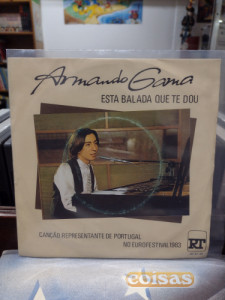 Armando Gama
ESTA BALADA QUE TE DOU
CANÇÃO REPRESENTANTE DE PORTUGAL
NO EUROFESTIVAL 1983
RT
coisas